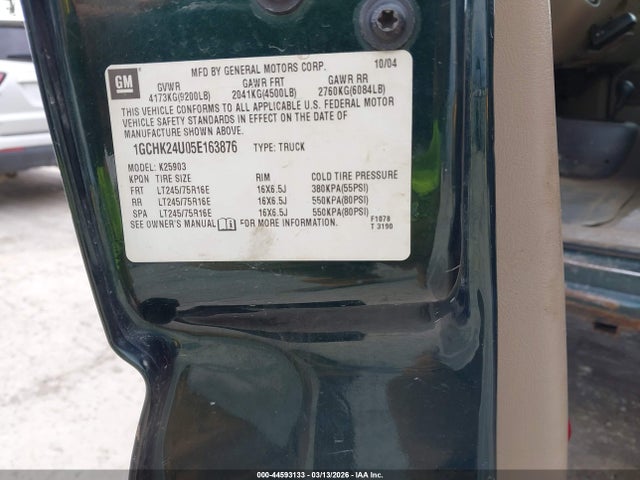 GM
MFD BY GENERAL MOTORS CORP. 10/04
GVWR GAWR FRT GAWR RR
4173KG(9200LB) 2041KG(4500LB) 2760KG(6084LB)
THIS VEHICLE CONFORMS TO ALL APPLICABLE U.S. FEDERAL MOTOR
VEHICLE SAFETY STANDARDS IN EFFECT ON THE DATE OF
MANUFACTURE SHOWN ABOVE.
1GCHK24U05E163876 TYPE: TRUCK
MODEL: K25903
KPQN TIRE SIZE RIM COLD TIRE PRESSURE
FRT LT245/75R16E 16X6.5J 380KPA(55PSI)
RR LT245/75R16E 16X6.5J 550KPA(80PSI)
SPA LT245/75R16E 16X6.5J 550KPA(80PSI)
SEE OWNER'S MANUAL FOR MORE INFORMATION. F1078
T 3190
000-44593133 - 03/13/2026 - IAA Inc.